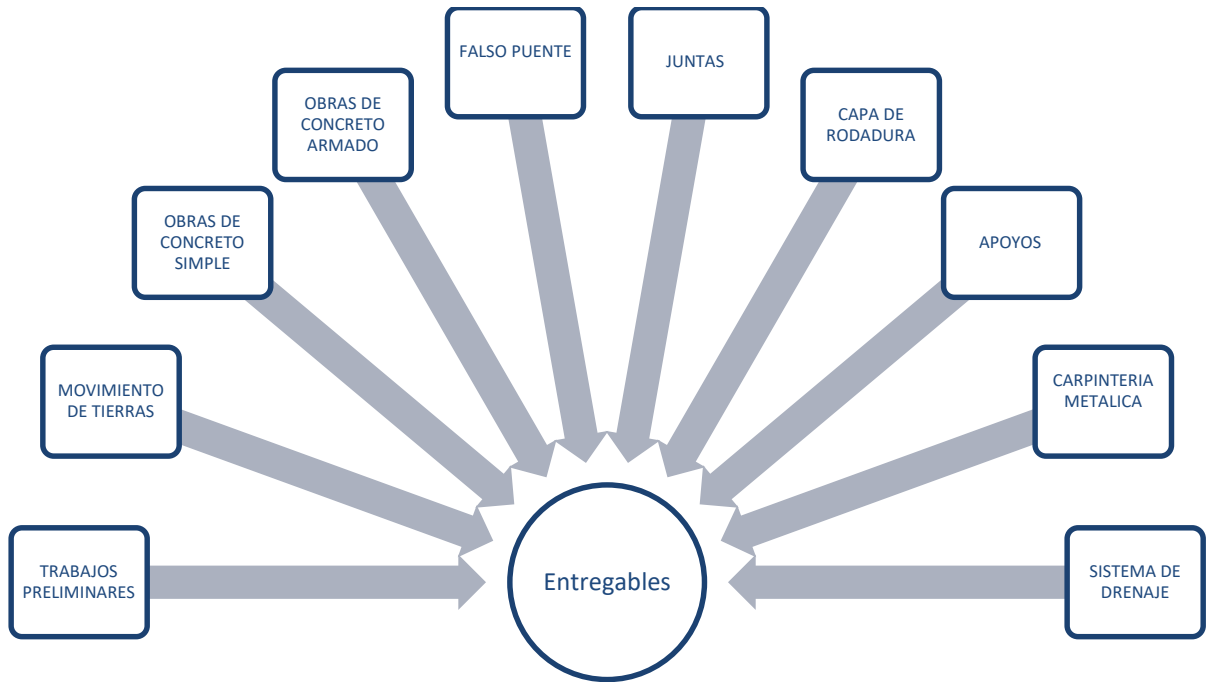 FALSO PUENTE
JUNTAS
OBRAS DE
CONCRETO
ARMADO
CAPA DE
RODADURA
OBRAS DE
CONCRETO
SIMPLE
APOYOS
MOVIMIENTO
DE TIERRAS
CARPINTERIA
METALICA
TRABAJOS
PRELIMINARES
Entregables
SISTEMA DE
DRENAJE